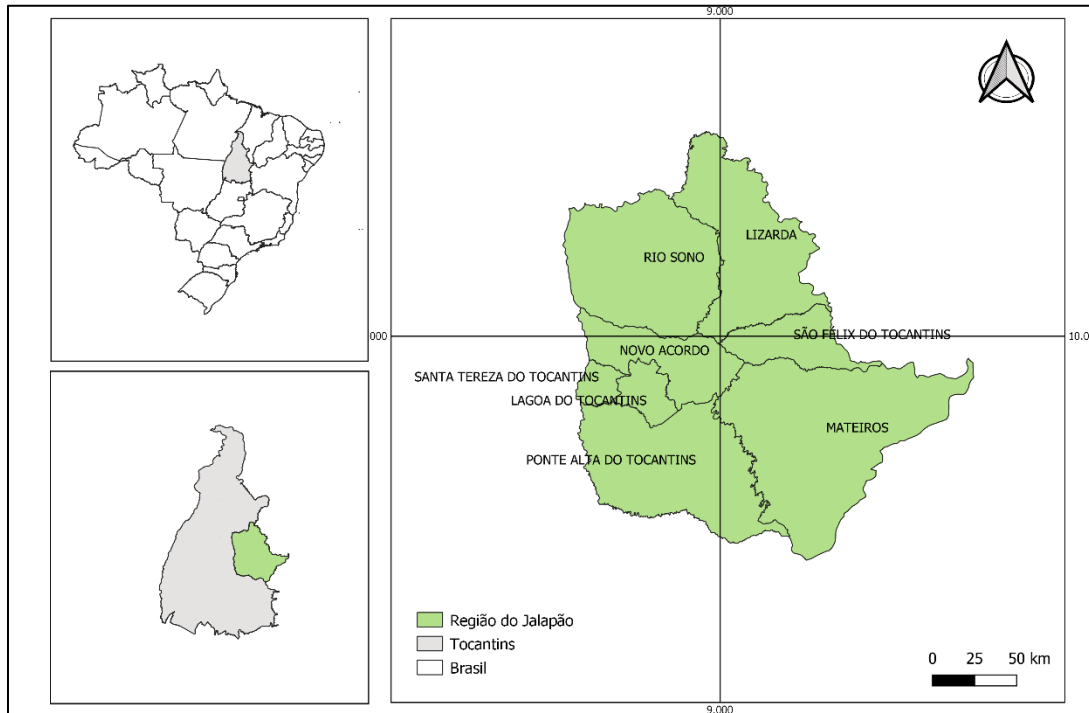 9.000
LIZARDA
RIO SONO
SÃO FÉLIX DO TOCANTINS
000
10.0
NOVO ACORDO
SANTA TEREZA DO TOCANTINS
LAGOA DO TOCANTINS
MATEIROS
PONTE ALTA DO TOCANTINS
Região do Jalapão
Tocantins
Brasil
0 25 50 km
9.000